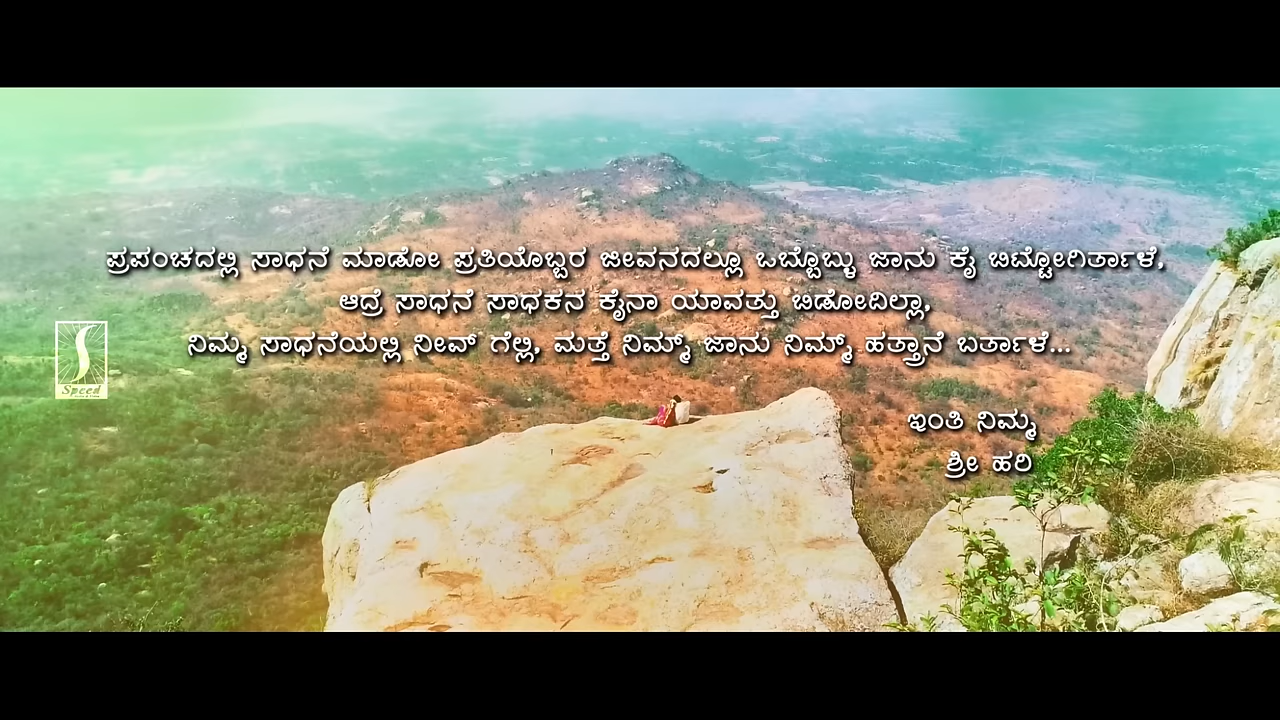 ಪ್ರಪಂಚದಲ್ಲಿ ಸಾಧನೆ ಮಾಡೋ ಪ್ರತಿಯೊಬ್ಬರ ಜೀವನದಲ್ಲೂ ಒಬ್ಬೊಬ್ಳು ಜಾನು ಕೈ ಬಿಟ್ಟೋಗಿರ್ತಾಳೆ,
ಆದ್ರೆ ಸಾಧನೆ ಸಾಧಕನ ಕೈನಾ ಯಾವತ್ತು ಬಿಡೋದಿಲ್ಲಾ,
ನಿಮ್ಮ ಸಾಧನೆಯಲ್ಲಿ ನೀವ್ ಗೆಲ್ಲಿ, ಮತ್ತೆ ನಿಮ್ಮ್ ಜಾನು ನಿಮ್ಮ್ ಹತ್ತ್ರಾನೆ ಬರ್ತಾಳೆ...
ಇಂತಿ ನಿಮ್ಮ
ಶ್ರೀ ಹರಿ
Speed